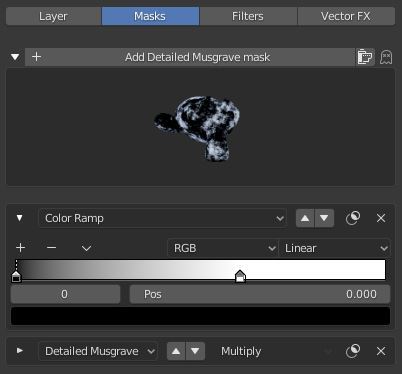 Layer Masks Filters Vector FX
Add Detailed Musgrave mask
Color Ramp
RGB Linear
0 Pos 0.000
Detailed Musgrave Multiply